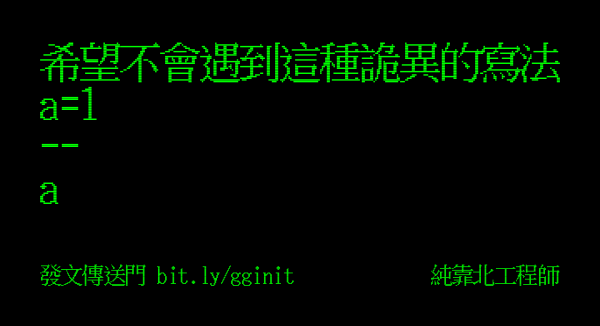 希望不會遇到這種詭異的寫法
a=1
--
a
發文傳送門 bit.ly/gginit
純靠北工程師